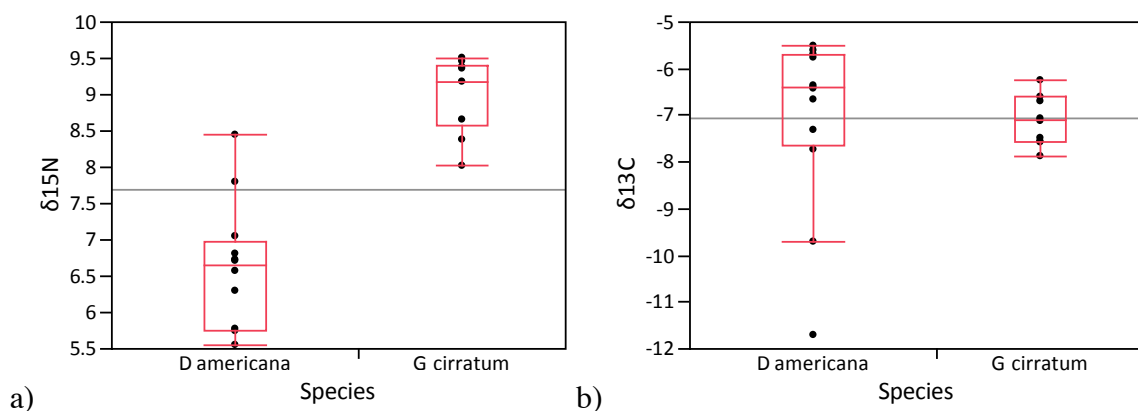 10
9.5
9
8.5
8
7.5
7
6.5
6
5.5
δ15N
D americana G cirratum
Species
a)
-5
-6
-7
-8
-9
-10
-11
-12
δ13C
D americana G cirratum
Species
b)